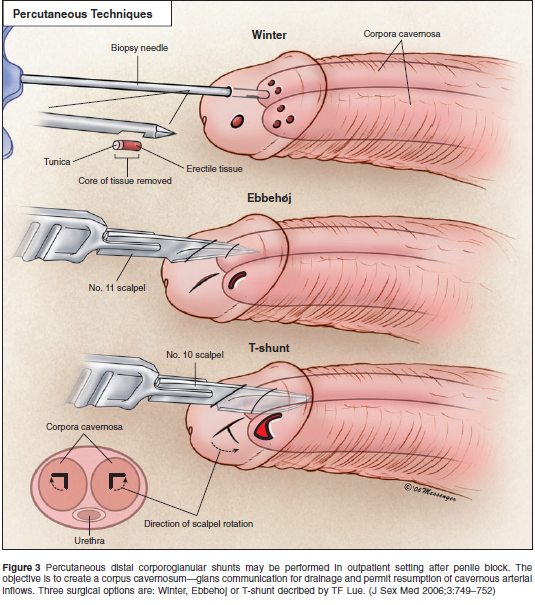 Percutaneous Techniques
Winter
Biopsy needle
Corpora cavernosa
Tunica
Erectile tissue
Core of tissue removed
Ebbehøj
No. 11 scalpel
T-shunt
No. 10 scalpel
Corpora cavernosa
Direction of scalpel rotation
Urethra
©'05 Messenger
Figure 3 Percutaneous distal corporoglanular shunts may be performed in outpatient setting after penile block. The
objective is to create a corpus cavernosum—glans communication for drainage and permit resumption of cavernous arterial
inflows. Three surgical options are: Winter, Ebbehoj or T-shunt decribed by TF Lue. (J Sex Med 2006;3:749–752)